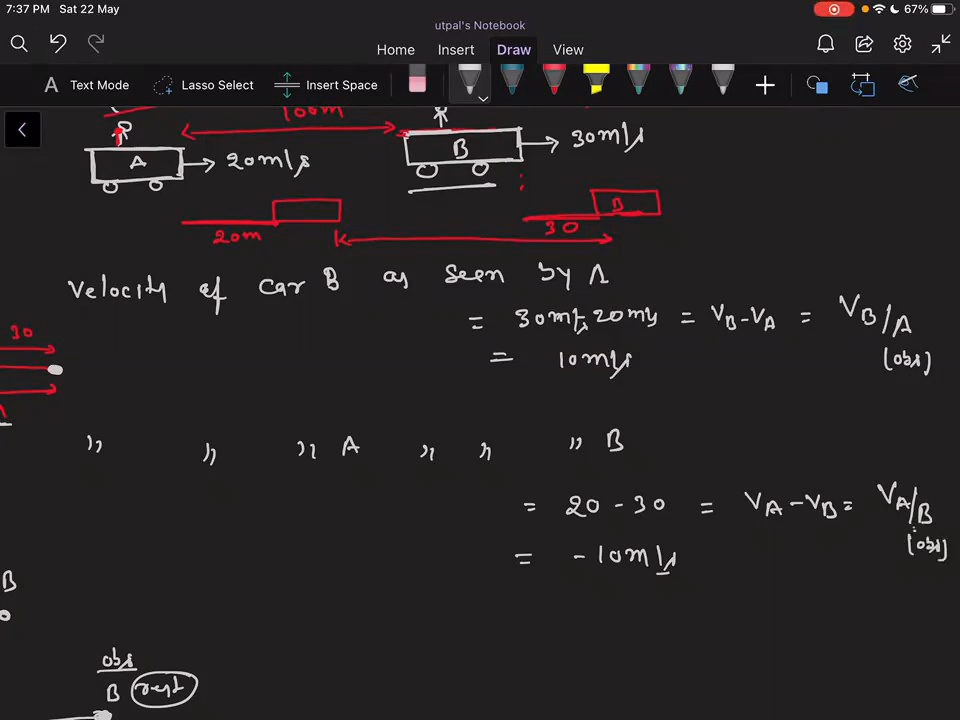 7:37 PM Sat 22 May
67%
utpal's Notebook
Home Insert Draw View
Text Mode Lasso Select Insert Space
100m
A → 20m/s
B → 30m/s
B
20m
30
Velocity of car B as seen by A
= 30m/s-20m/s = VB-VA = VB/A
(obs)
= 10m/s
30
" " " A " " " B
= 20 - 30 = VA-VB = VA/B
(obs)
= -10m/s
B
obs
B rest